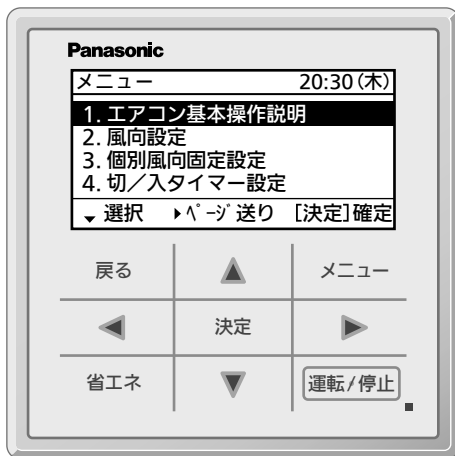 Panasonic
メニュー 20:30(木)
1. エアコン基本操作説明
2. 風向設定
3. 個別風向固定設定
4. 切／入タイマー設定
選択 ﾍﾟｰｼﾞ送り [決定]確定
戻る メニュー
決定
省エネ 運転/停止